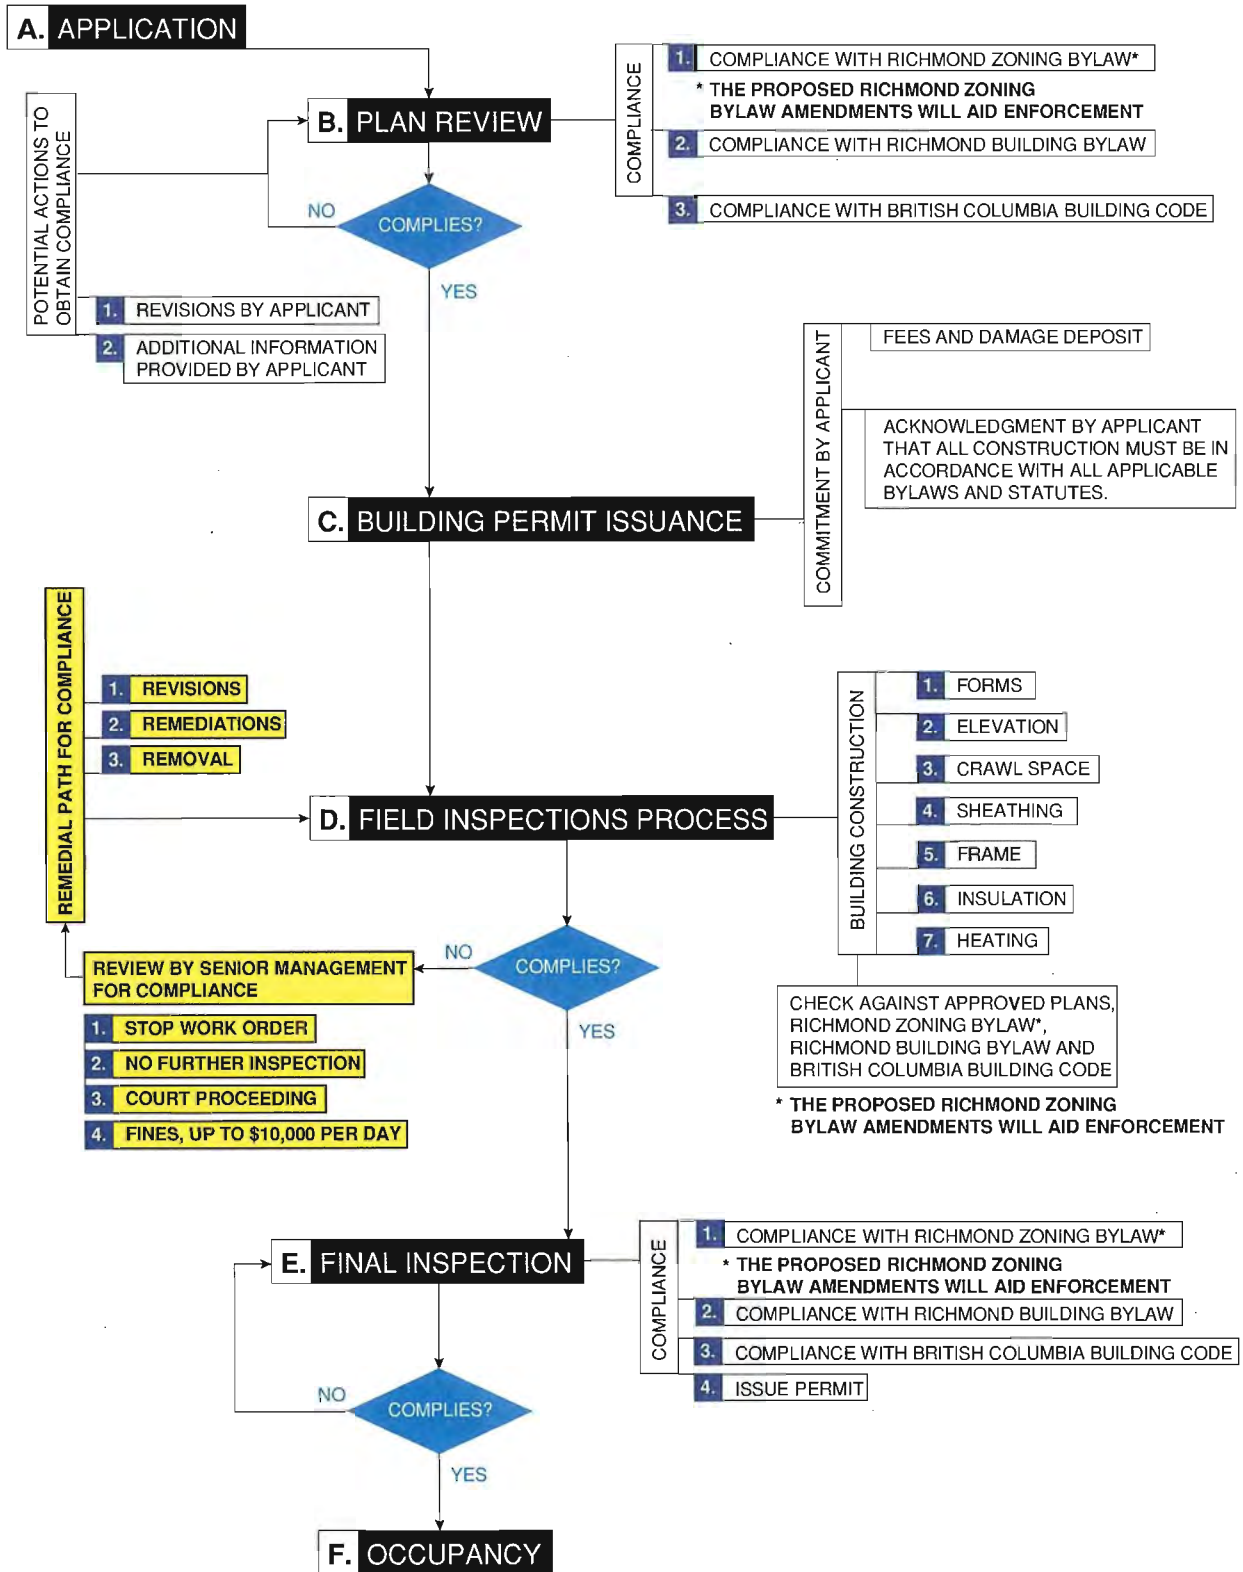 A. APPLICATION
COMPLIANCE
1. COMPLIANCE WITH RICHMOND ZONING BYLAW*
* THE PROPOSED RICHMOND ZONING
BYLAW AMENDMENTS WILL AID ENFORCEMENT
2. COMPLIANCE WITH RICHMOND BUILDING BYLAW
3. COMPLIANCE WITH BRITISH COLUMBIA BUILDING CODE
B. PLAN REVIEW
COMPLIES?
NO
YES
POTENTIAL ACTIONS TO
OBTAIN COMPLIANCE
1. REVISIONS BY APPLICANT
2. ADDITIONAL INFORMATION
PROVIDED BY APPLICANT
COMMITMENT BY APPLICANT
FEES AND DAMAGE DEPOSIT
ACKNOWLEDGMENT BY APPLICANT
THAT ALL CONSTRUCTION MUST BE IN
ACCORDANCE WITH ALL APPLICABLE
BYLAWS AND STATUTES.
C. BUILDING PERMIT ISSUANCE
REMEDIAL PATH FOR COMPLIANCE
1. REVISIONS
2. REMEDIATIONS
3. REMOVAL
D. FIELD INSPECTIONS PROCESS
BUILDING CONSTRUCTION
1. FORMS
2. ELEVATION
3. CRAWL SPACE
4. SHEATHING
5. FRAME
6. INSULATION
7. HEATING
CHECK AGAINST APPROVED PLANS,
RICHMOND ZONING BYLAW*,
RICHMOND BUILDING BYLAW AND
BRITISH COLUMBIA BUILDING CODE
* THE PROPOSED RICHMOND ZONING
BYLAW AMENDMENTS WILL AID ENFORCEMENT
COMPLIES?
NO
YES
REVIEW BY SENIOR MANAGEMENT
FOR COMPLIANCE
1. STOP WORK ORDER
2. NO FURTHER INSPECTION
3. COURT PROCEEDING
4. FINES, UP TO $10,000 PER DAY
E. FINAL INSPECTION
COMPLIANCE
1. COMPLIANCE WITH RICHMOND ZONING BYLAW*
* THE PROPOSED RICHMOND ZONING
BYLAW AMENDMENTS WILL AID ENFORCEMENT
2. COMPLIANCE WITH RICHMOND BUILDING BYLAW
3. COMPLIANCE WITH BRITISH COLUMBIA BUILDING CODE
4. ISSUE PERMIT
COMPLIES?
NO
YES
F. OCCUPANCY